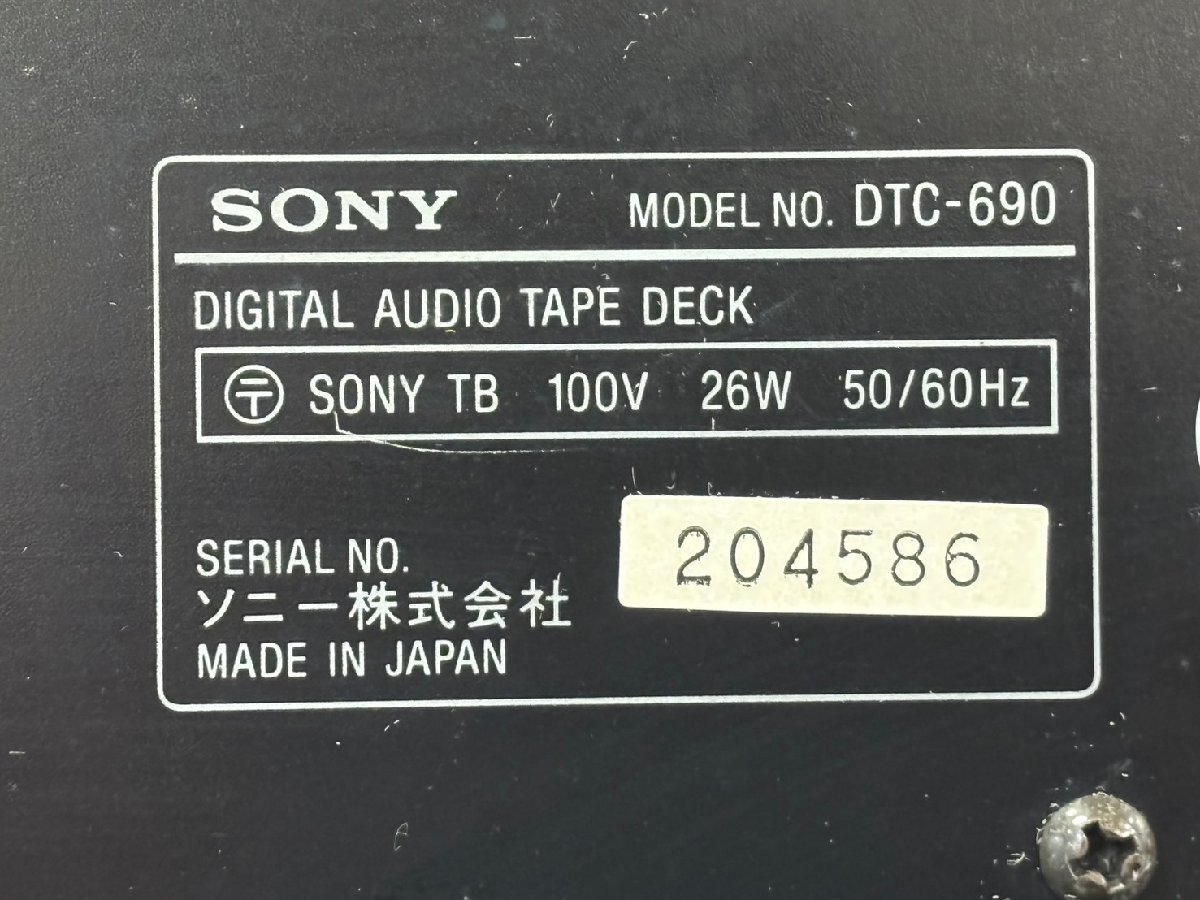 SONY MODEL NO. DTC-690
DIGITAL AUDIO TAPE DECK
〒 SONY TB 100V 26W 50/60Hz
SERIAL NO. 204586
ソニー株式会社
MADE IN JAPAN